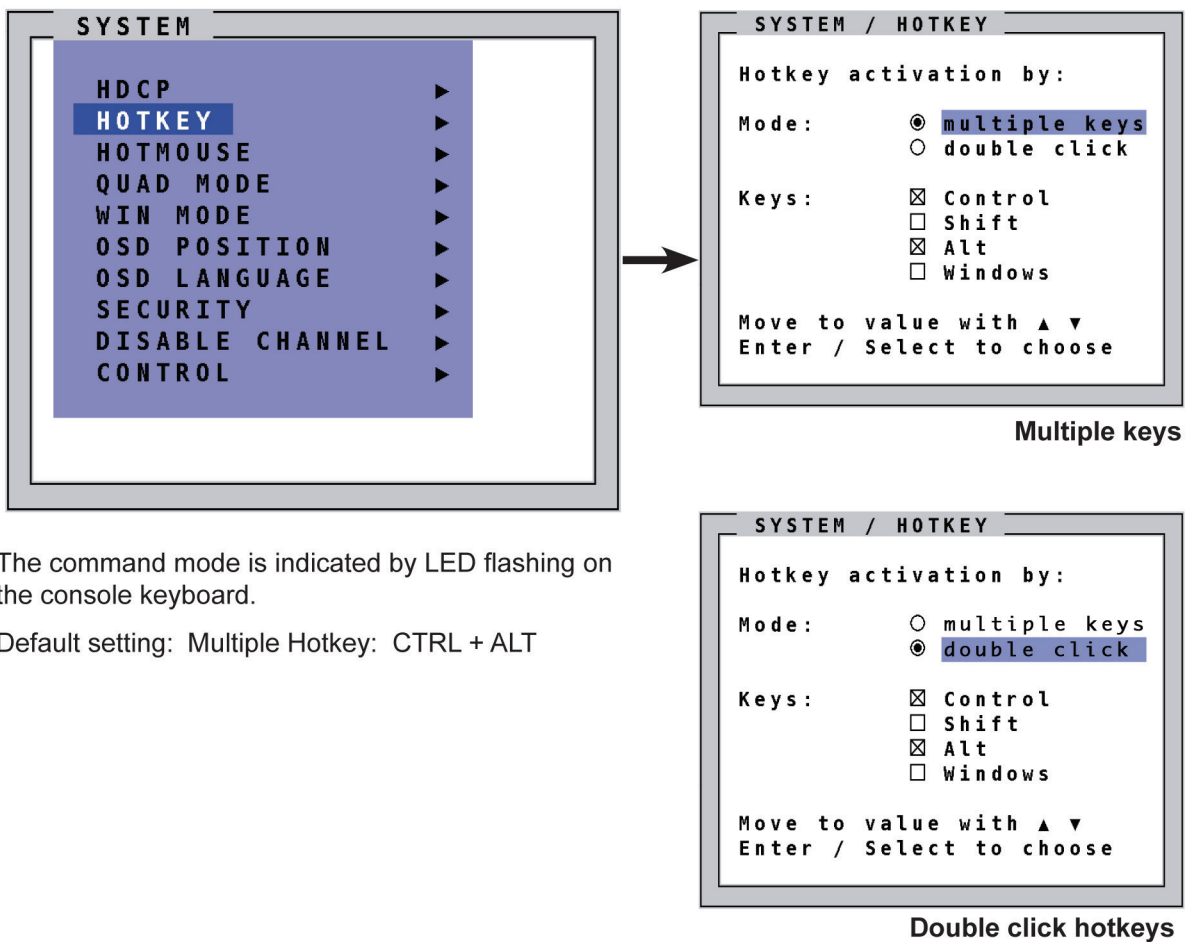 SYSTEM
HDCP ►
HOTKEY ►
HOTMOUSE ►
QUAD MODE ►
WIN MODE ►
OSD POSITION ►
OSD LANGUAGE ►
SECURITY ►
DISABLE CHANNEL ►
CONTROL ►
SYSTEM / HOTKEY
Hotkey activation by:
Mode: ◉ multiple keys
○ double click
Keys: ☒ Control
☐ Shift
☒ Alt
☐ Windows
Move to value with ▲ ▼
Enter / Select to choose
Multiple keys
The command mode is indicated by LED flashing on
the console keyboard.
Default setting: Multiple Hotkey: CTRL + ALT
SYSTEM / HOTKEY
Hotkey activation by:
Mode: ○ multiple keys
◉ double click
Keys: ☒ Control
☐ Shift
☒ Alt
☐ Windows
Move to value with ▲ ▼
Enter / Select to choose
Double click hotkeys